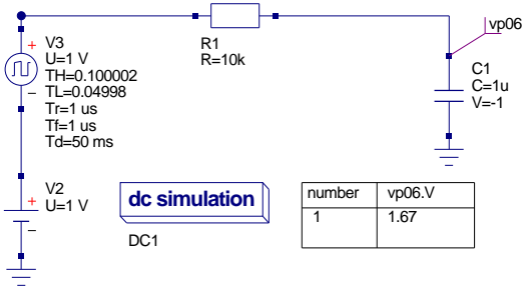 vp06
R1
R=10k
V3
U=1 V
TH=0.100002
TL=0.04998
Tr=1 us
Tf=1 us
Td=50 ms
C1
C=1u
V=-1
V2
U=1 V
dc simulation
DC1
number vp06.V
1 1.67